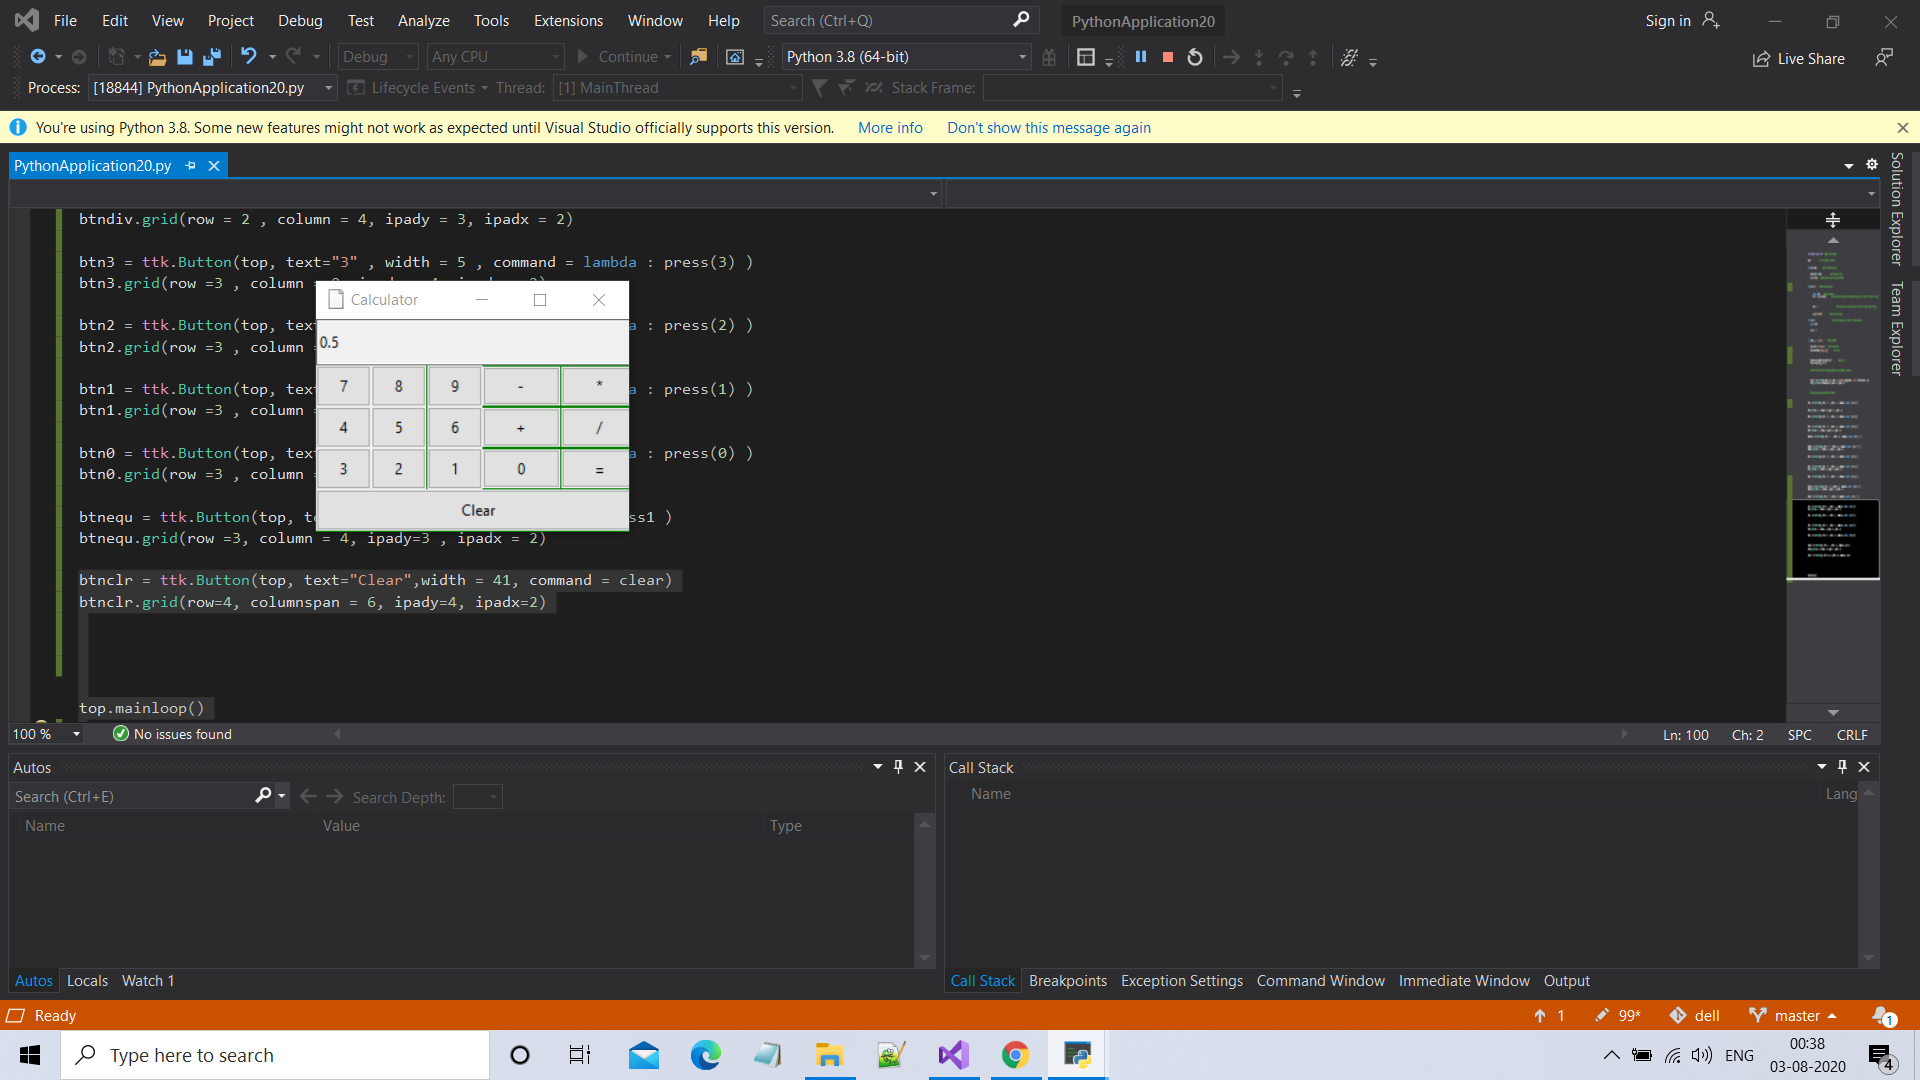 File Edit View Project Debug Test Analyze Tools Extensions Window Help Search (Ctrl+Q) PythonApplication20 Sign in
Debug Any CPU Continue Python 3.8 (64-bit) Live Share
Process: [18844] PythonApplication20.py Lifecycle Events Thread: [1] MainThread Stack Frame:
You're using Python 3.8. Some new features might not work as expected until Visual Studio officially supports this version. More info Don't show this message again
PythonApplication20.py
Solution Explorer
Team Explorer
btndiv.grid(row = 2 , column = 4, ipady = 3, ipadx = 2)
btn3 = ttk.Button(top, text="3" , width = 5 , command = lambda : press(3) )
btn3.grid(row =3 , column
btn2 = ttk.Button(top, tex a : press(2) )
btn2.grid(row =3 , column =
btn1 = ttk.Button(top, tex a : press(1) )
btn1.grid(row =3 , column =
btn0 = ttk.Button(top, tex a : press(0) )
btn0.grid(row =3 , column =
btnequ = ttk.Button(top, t ss1 )
btnequ.grid(row =3, column = 4, ipady=3 , ipadx = 2)
btnclr = ttk.Button(top, text="Clear",width = 41, command = clear)
btnclr.grid(row=4, columnspan = 6, ipady=4, ipadx=2)
top.mainloop()
Calculator
0.5
7 8 9 - *
4 5 6 + /
3 2 1 0 =
Clear
100 % No issues found Ln: 100 Ch: 2 SPC CRLF
Autos
Search (Ctrl+E) Search Depth:
Name Value Type
Autos Locals Watch 1
Call Stack
Name Lang
Call Stack Breakpoints Exception Settings Command Window Immediate Window Output
Ready 1 99* dell master 1
Type here to search ENG 00:38
03-08-2020 4